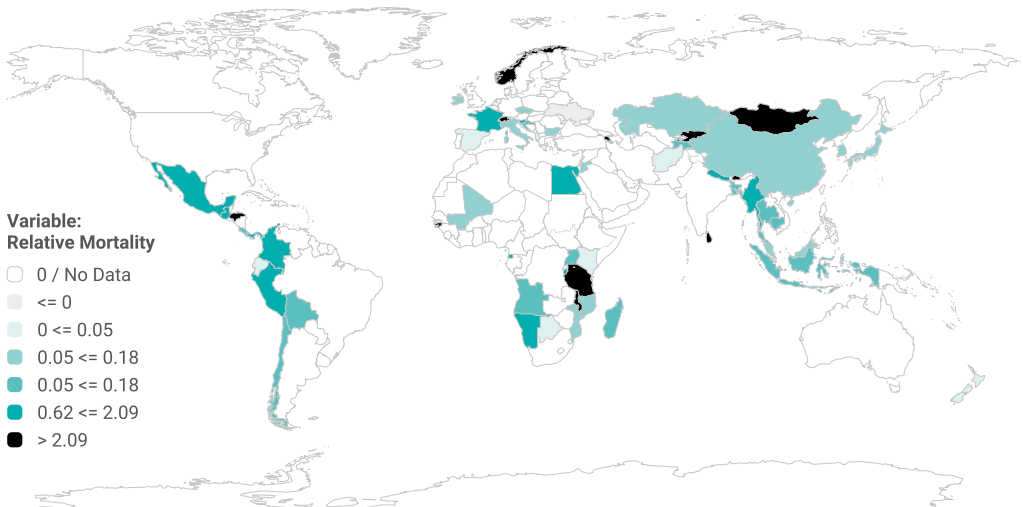 Variable:
Relative Mortality
0 / No Data
<= 0
0 <= 0.05
0.05 <= 0.18
0.05 <= 0.18
0.62 <= 2.09
> 2.09